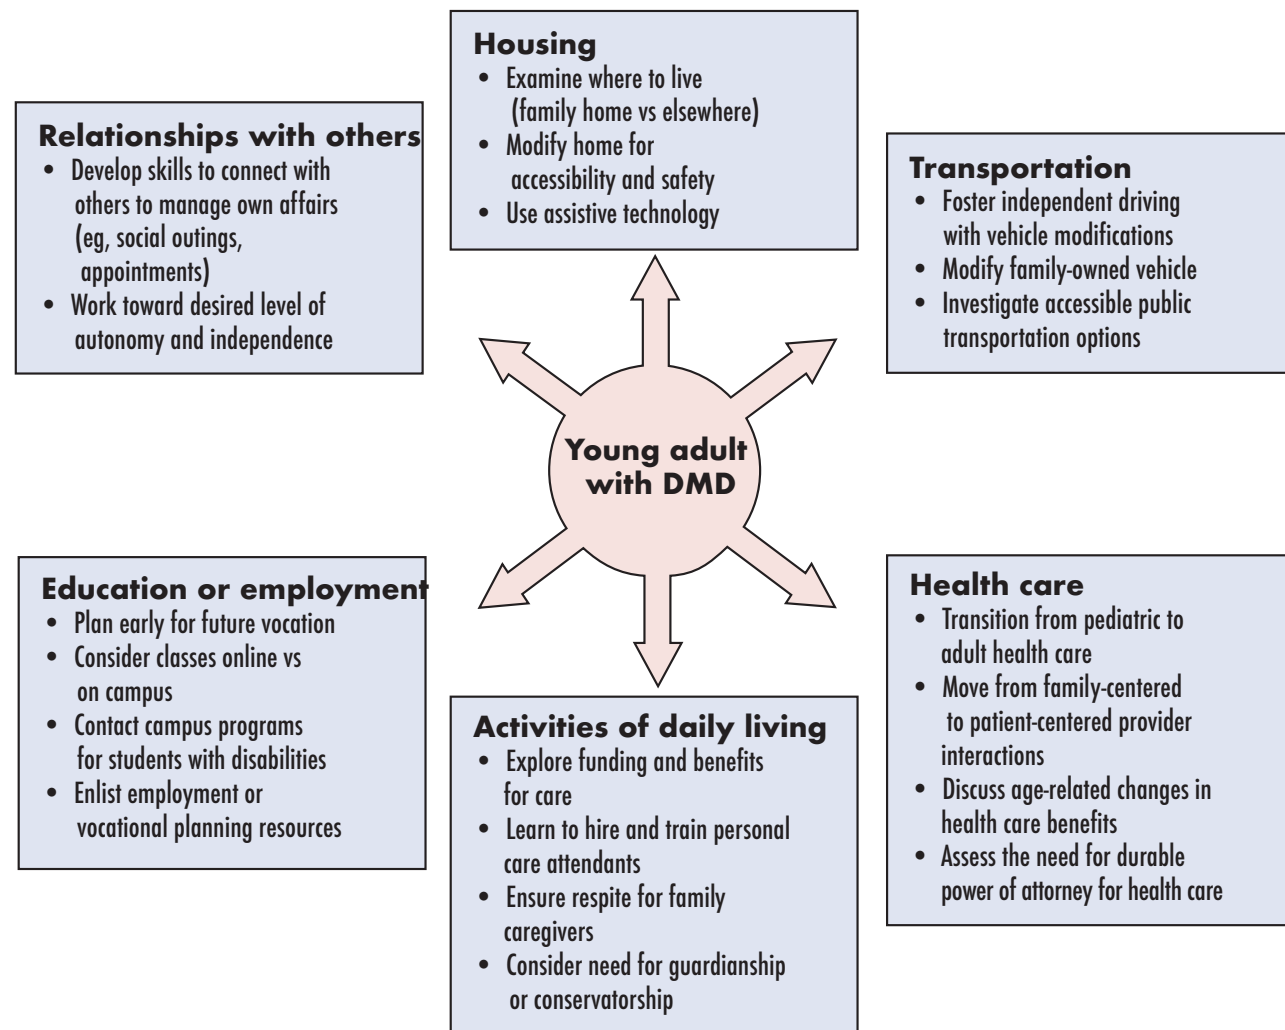 Housing
• Examine where to live
(family home vs elsewhere)
• Modify home for
accessibility and safety
• Use assistive technology
Relationships with others
• Develop skills to connect with
others to manage own affairs
(eg, social outings,
appointments)
• Work toward desired level of
autonomy and independence
Transportation
• Foster independent driving
with vehicle modifications
• Modify family-owned vehicle
• Investigate accessible public
transportation options
Young adult
with DMD
Education or employment
• Plan early for future vocation
• Consider classes online vs
on campus
• Contact campus programs
for students with disabilities
• Enlist employment or
vocational planning resources
Health care
• Transition from pediatric to
adult health care
• Move from family-centered
to patient-centered provider
interactions
• Discuss age-related changes in
health care benefits
• Assess the need for durable
power of attorney for health care
Activities of daily living
• Explore funding and benefits
for care
• Learn to hire and train personal
care attendants
• Ensure respite for family
caregivers
• Consider need for guardianship
or conservatorship